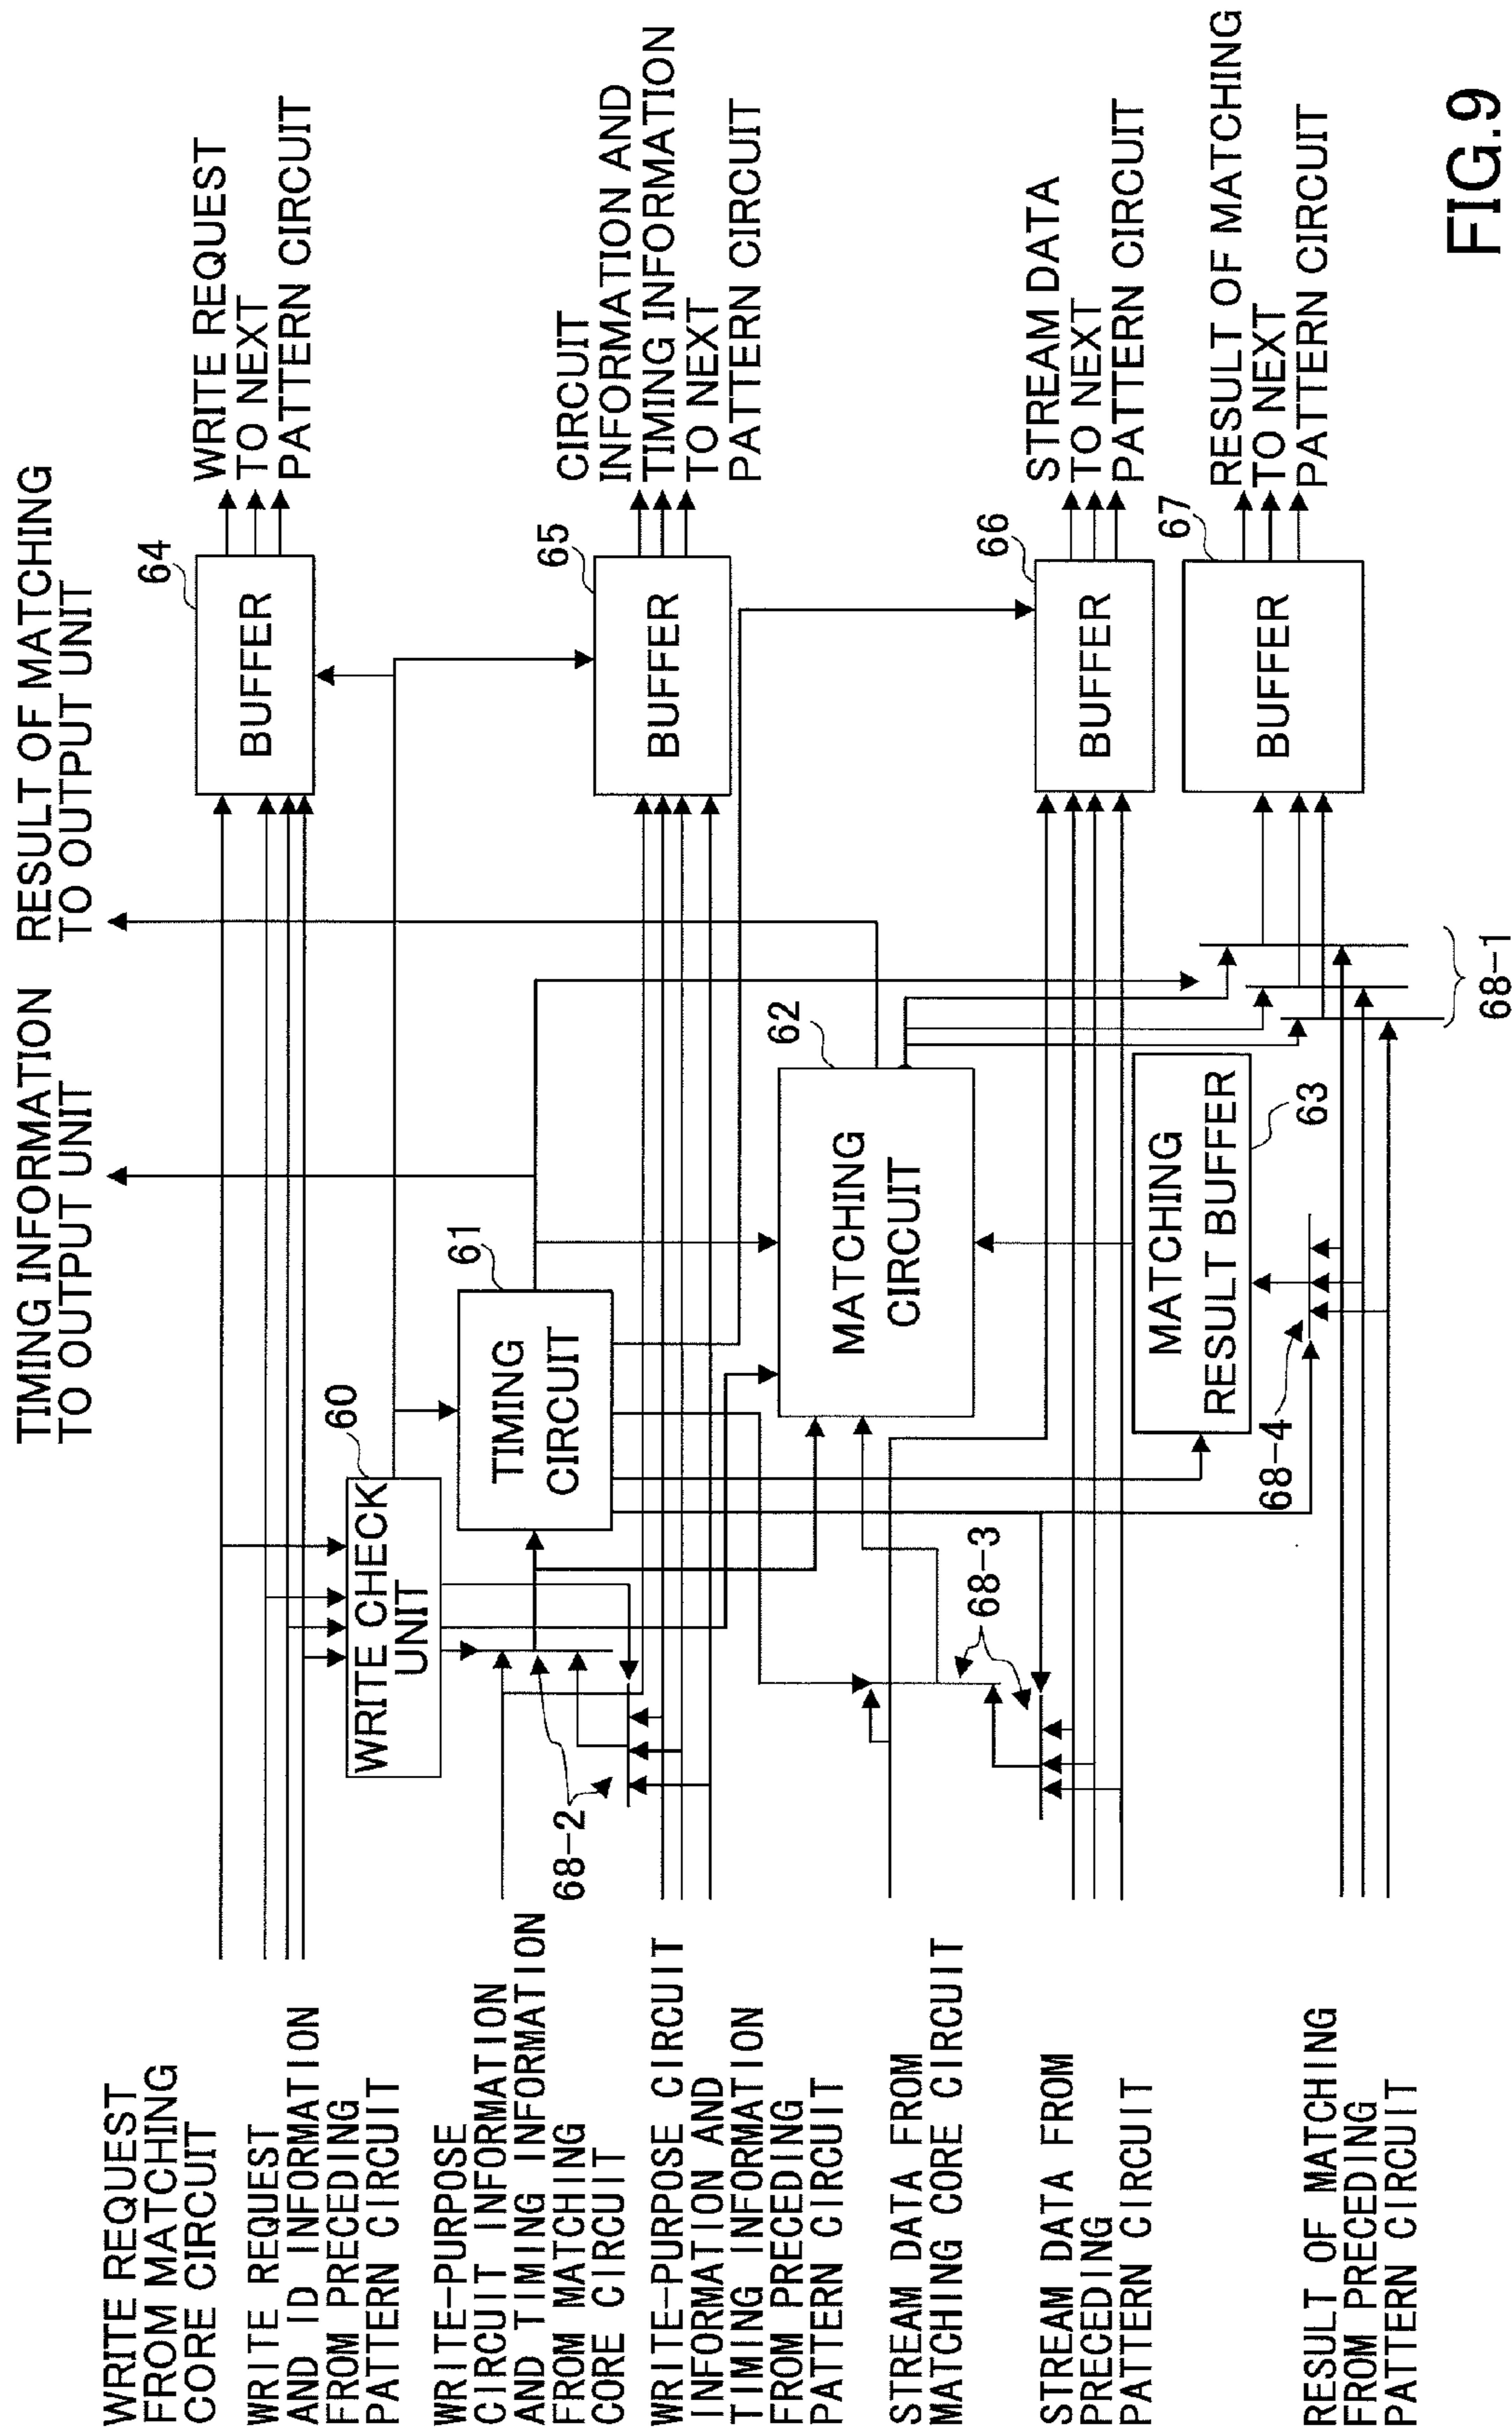 TIMING INFORMATION
TO OUTPUT UNIT
RESULT OF MATCHING
TO OUTPUT UNIT
WRITE REQUEST
FROM MATCHING
CORE CIRCUIT
WRITE REQUEST
AND ID INFORMATION
FROM PRECEDING
PATTERN CIRCUIT
WRITE-PURPOSE
CIRCUIT INFORMATION
AND TIMING INFORMATION
FROM MATCHING
CORE CIRCUIT
WRITE-PURPOSE CIRCUIT
INFORMATION AND
TIMING INFORMATION
FROM PRECEDING
PATTERN CIRCUIT
STREAM DATA FROM
MATCHING CORE CIRCUIT
STREAM DATA FROM
PRECEDING
PATTERN CIRCUIT
RESULT OF MATCHING
FROM PRECEDING
PATTERN CIRCUIT
60
WRITE CHECK
UNIT
61
TIMING
CIRCUIT
62
MATCHING
CIRCUIT
63
MATCHING
RESULT BUFFER
68-2
68-3
68-4
68-1
64
BUFFER
65
BUFFER
66
BUFFER
67
BUFFER
WRITE REQUEST
TO NEXT
PATTERN CIRCUIT
CIRCUIT
INFORMATION AND
TIMING INFORMATION
TO NEXT
PATTERN CIRCUIT
STREAM DATA
TO NEXT
PATTERN CIRCUIT
RESULT OF MATCHING
TO NEXT
PATTERN CIRCUIT
FIG.9